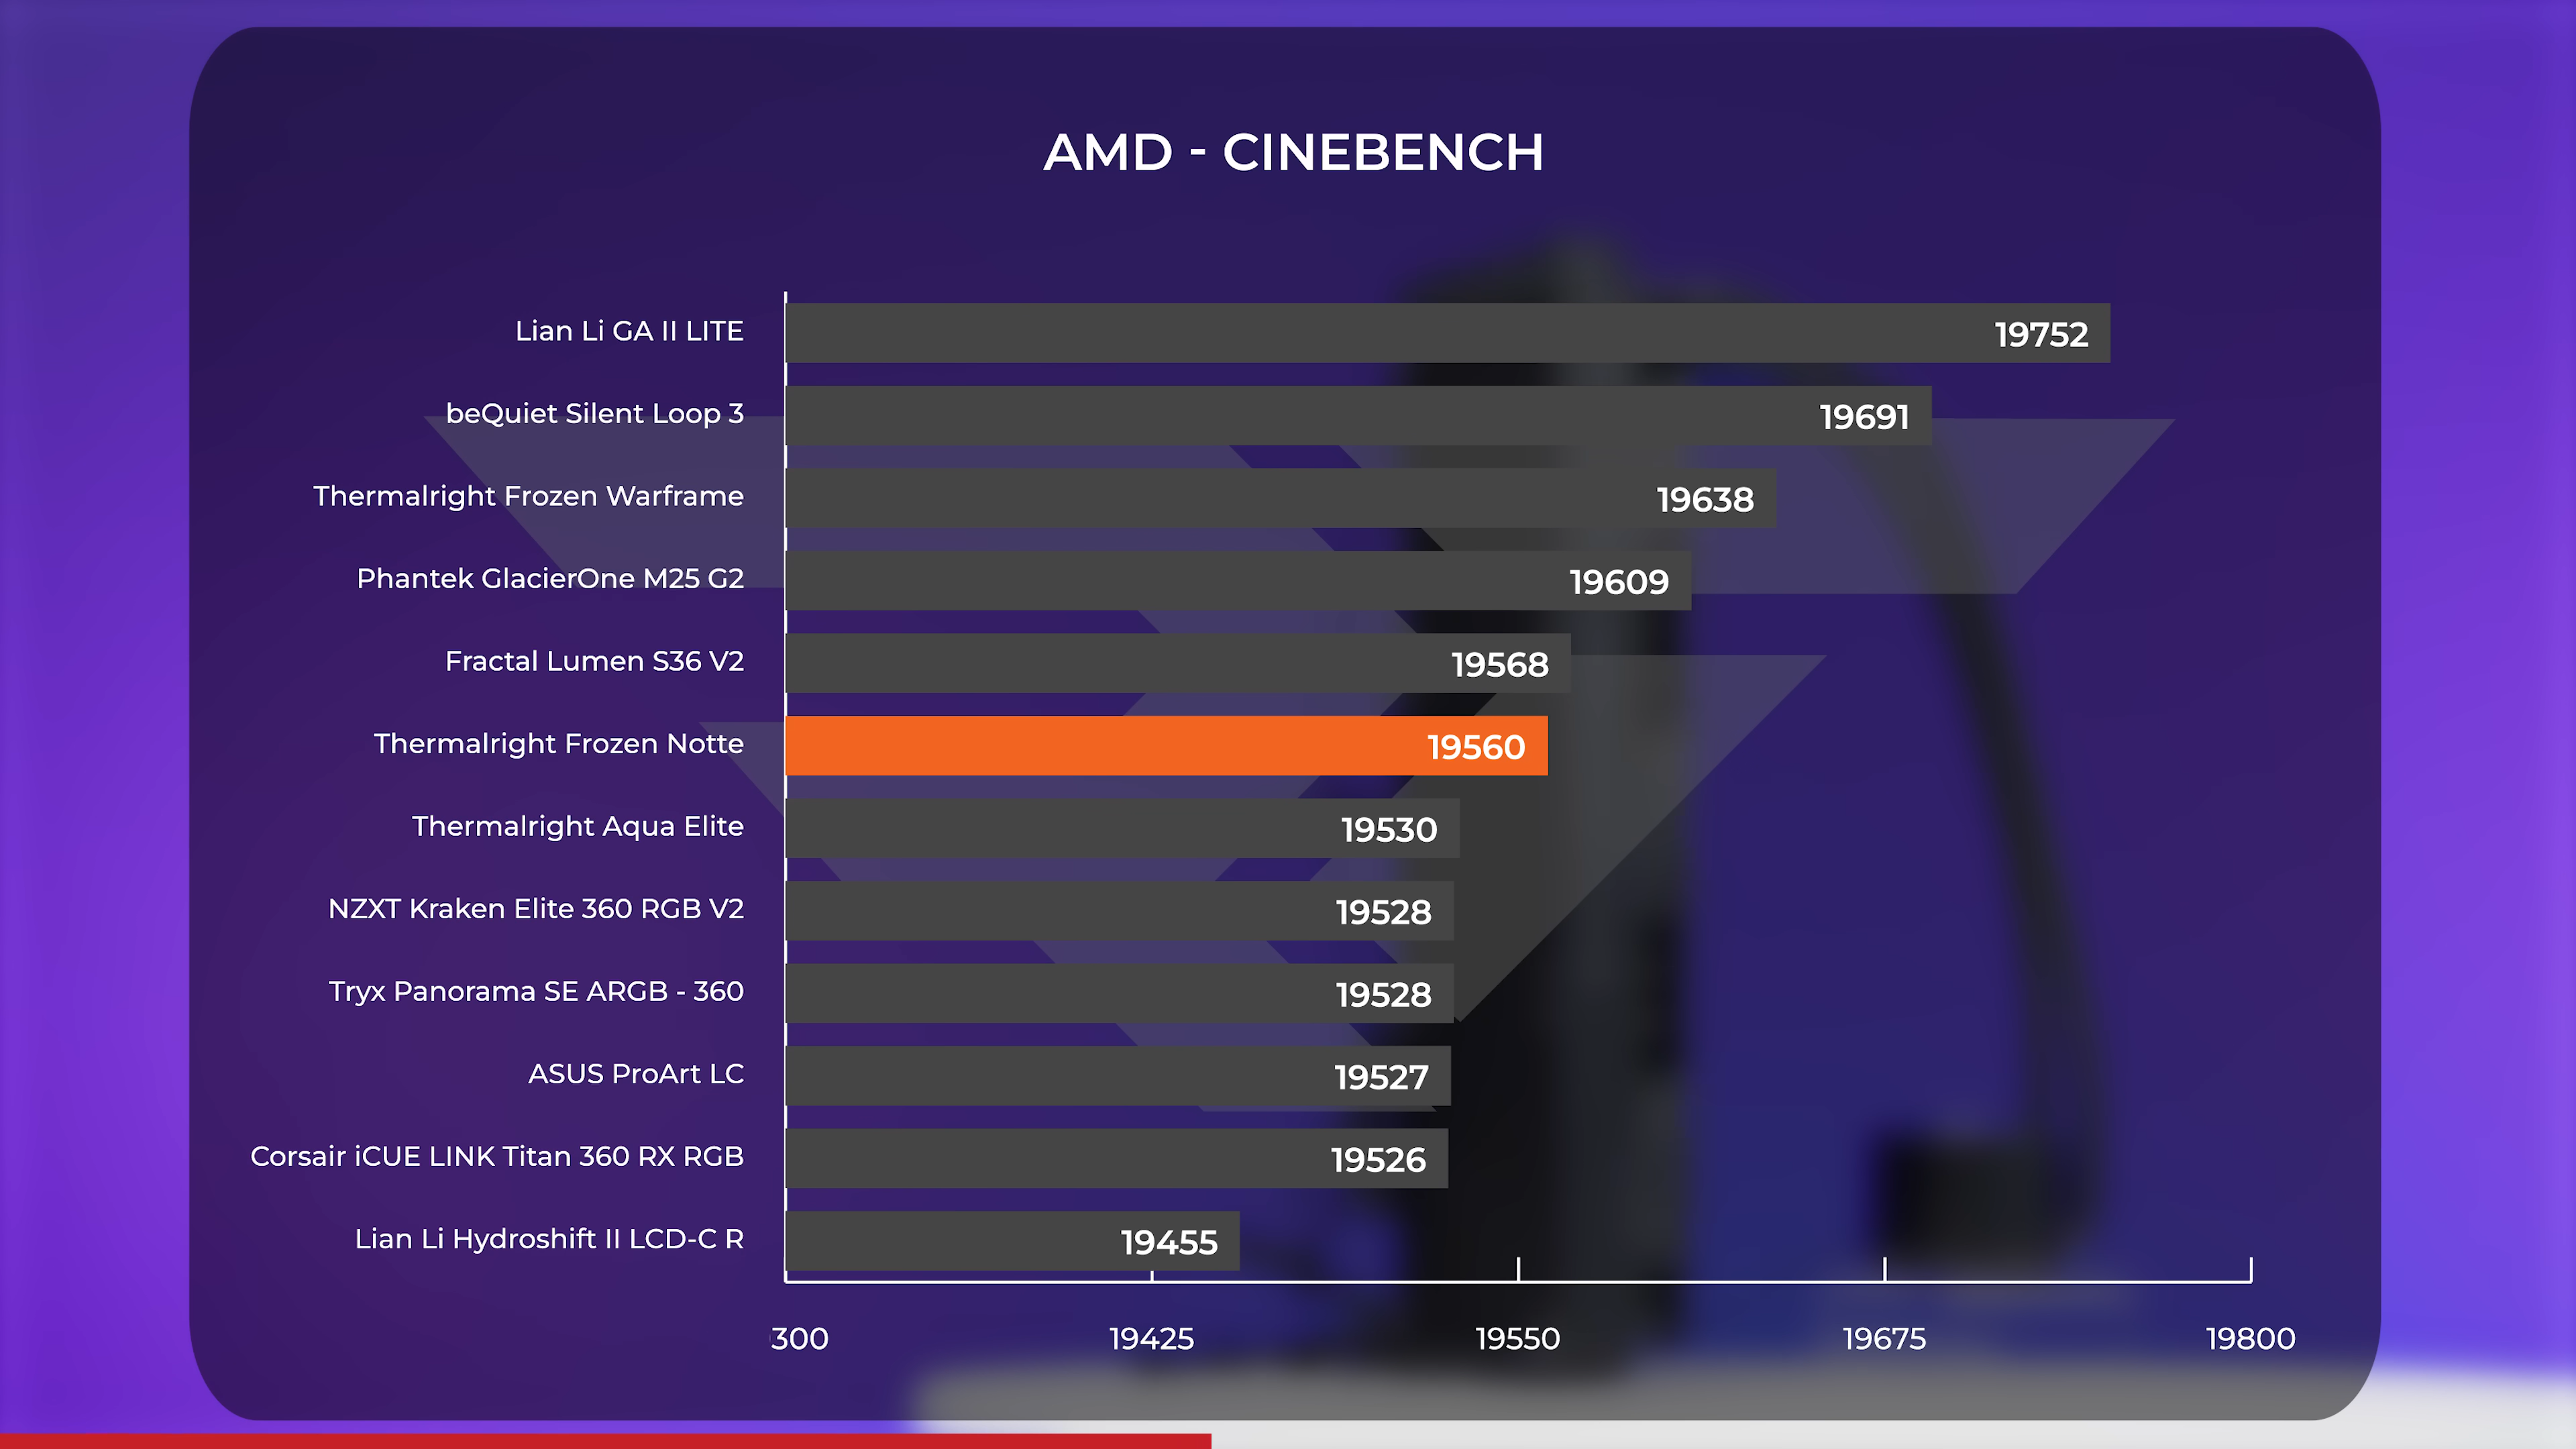 AMD - CINEBENCH
Lian Li GA II LITE 19752
beQuiet Silent Loop 3 19691
Thermalright Frozen Warframe 19638
Phantek GlacierOne M25 G2 19609
Fractal Lumen S36 V2 19568
Thermalright Frozen Notte 19560
Thermalright Aqua Elite 19530
NZXT Kraken Elite 360 RGB V2 19528
Tryx Panorama SE ARGB - 360 19528
ASUS ProArt LC 19527
Corsair iCUE LINK Titan 360 RX RGB 19526
Lian Li Hydroshift II LCD-C R 19455
300 19425 19550 19675 19800